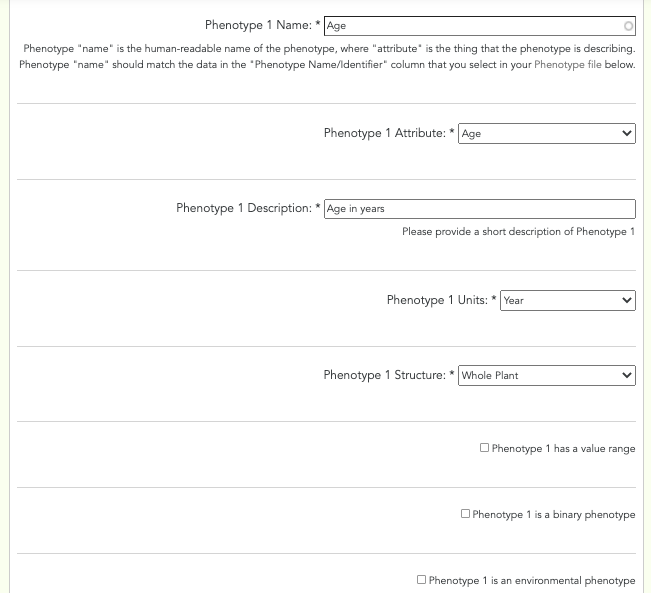 Phenotype 1 Name: * Age
Phenotype "name" is the human-readable name of the phenotype, where "attribute" is the thing that the phenotype is describing.
Phenotype "name" should match the data in the "Phenotype Name/Identifier" column that you select in your Phenotype file below.
Phenotype 1 Attribute: * Age
Phenotype 1 Description: * Age in years
Please provide a short description of Phenotype 1
Phenotype 1 Units: * Year
Phenotype 1 Structure: * Whole Plant
Phenotype 1 has a value range
Phenotype 1 is a binary phenotype
Phenotype 1 is an environmental phenotype